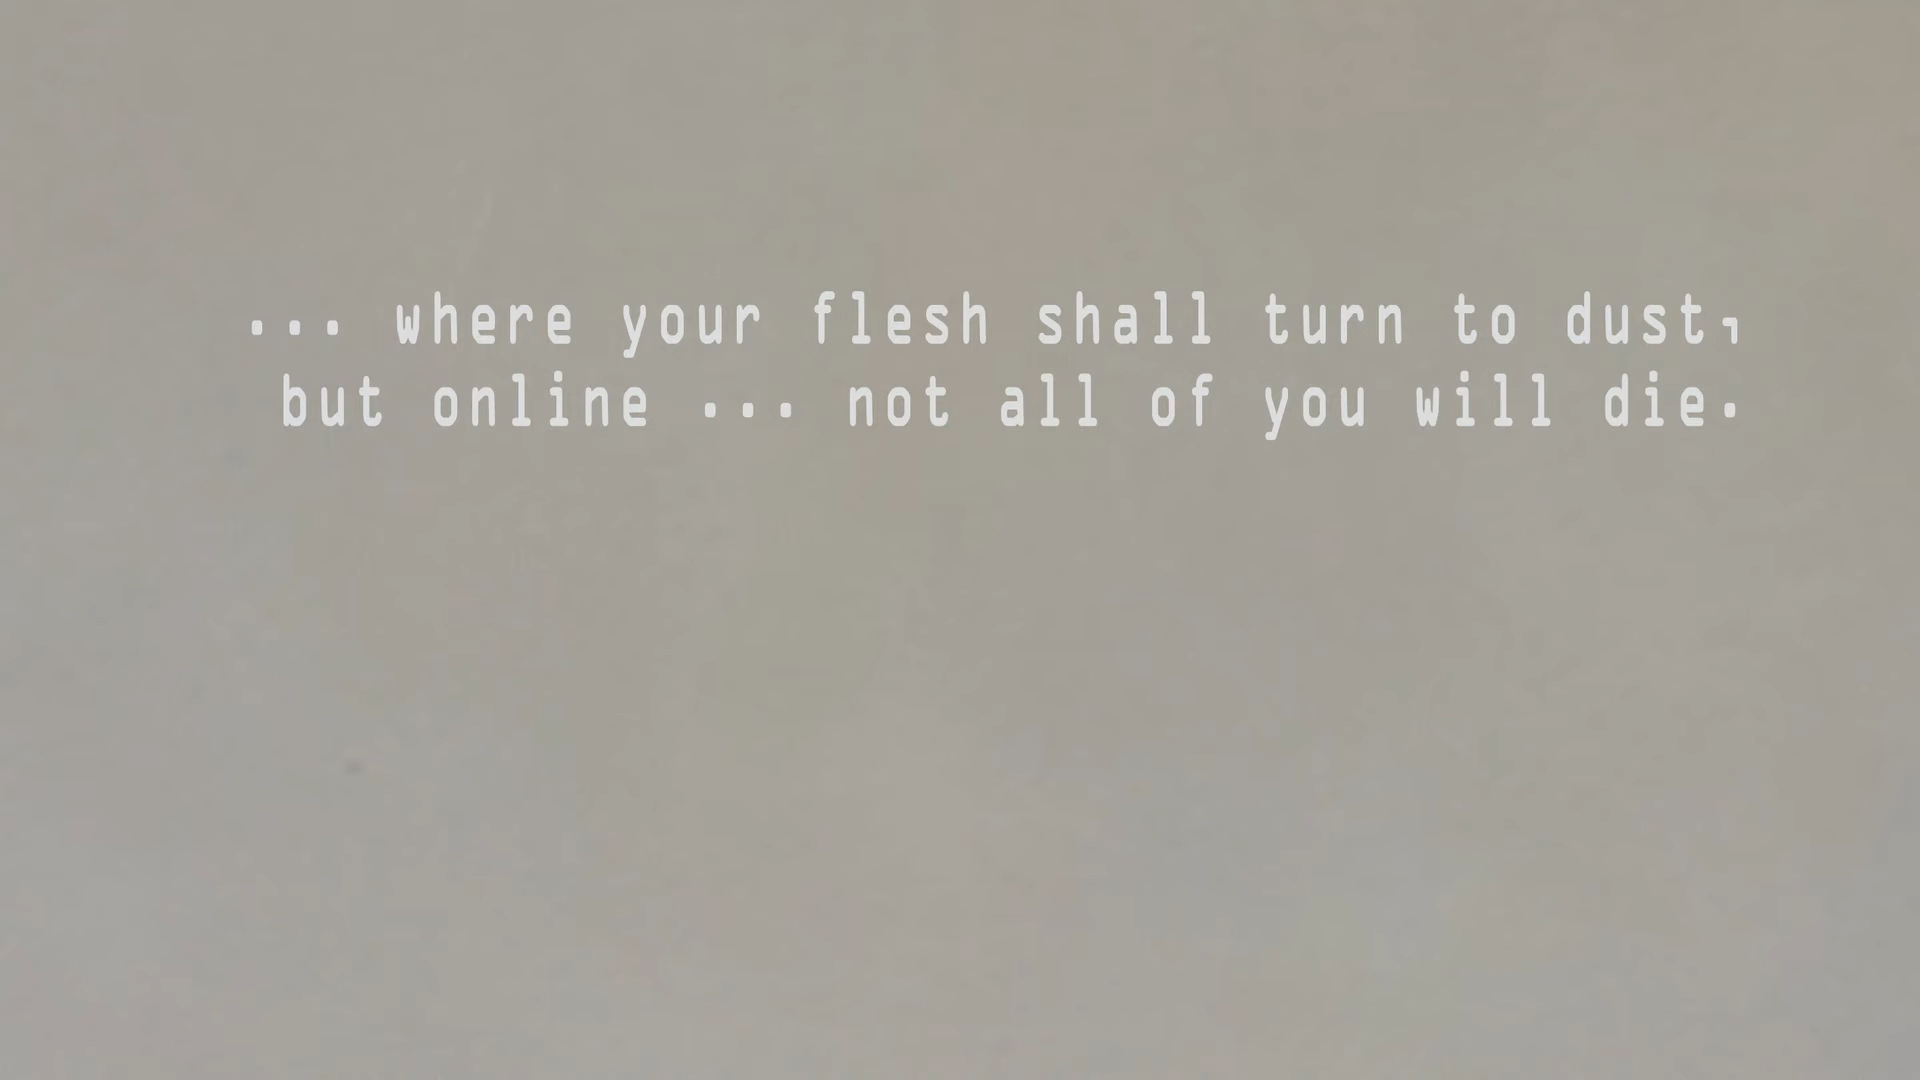 ... where your flesh shall turn to dust,
but online ... not all of you will die.